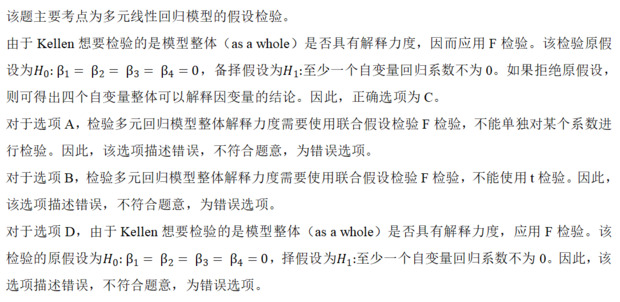 该题主要考点为多元线性回归模型的假设检验。
由于 Kellen 想要检验的是模型整体（as a whole）是否具有解释力度，因而应用 F 检验。该检验原假
设为H₀: β₁ = β₂ = β₃ = β₄ = 0，备择假设为H₁:至少一个自变量回归系数不为 0。如果拒绝原假设，
则可得出四个自变量整体可以解释因变量的结论。因此，正确选项为 C。
对于选项 A，检验多元回归模型整体解释力度需要使用联合假设检验 F 检验，不能单独对某个系数进
行检验。因此，该选项描述错误，不符合题意，为错误选项。
对于选项 B，检验多元回归模型整体解释力度需要使用联合假设检验 F 检验，不能使用 t 检验。因此，
该选项描述错误，不符合题意，为错误选项。
对于选项 D，由于 Kellen 想要检验的是模型整体（as a whole）是否具有解释力度，应用 F 检验。该
检验的原假设为H₀: β₁ = β₂ = β₃ = β₄ = 0，择假设为H₁:至少一个自变量回归系数不为 0。因此，该
选项描述错误，不符合题意，为错误选项。